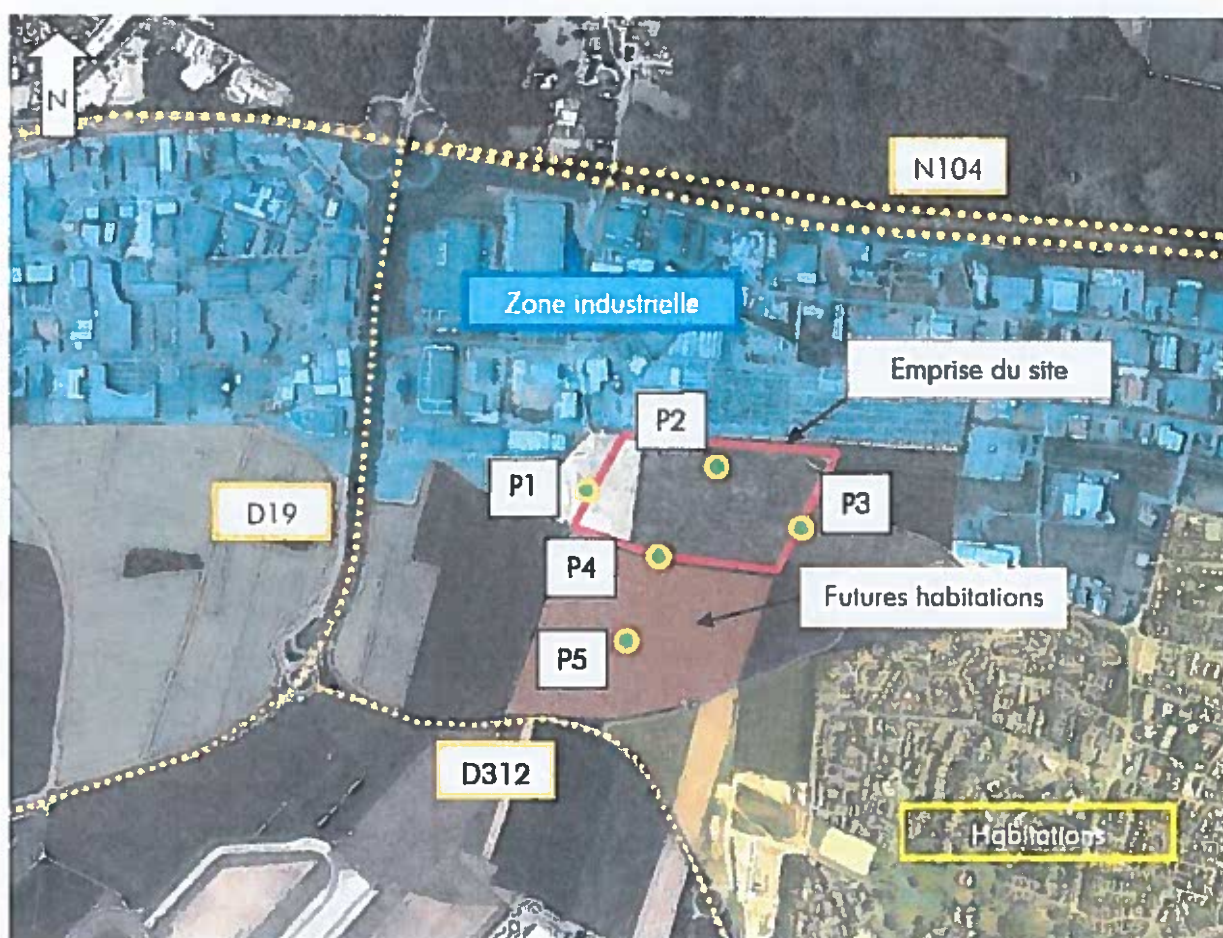 N
N104
Zone industrielle
Emprise du site
P2
P1
D19
P3
P4
Futures habitations
P5
D312
Habitations